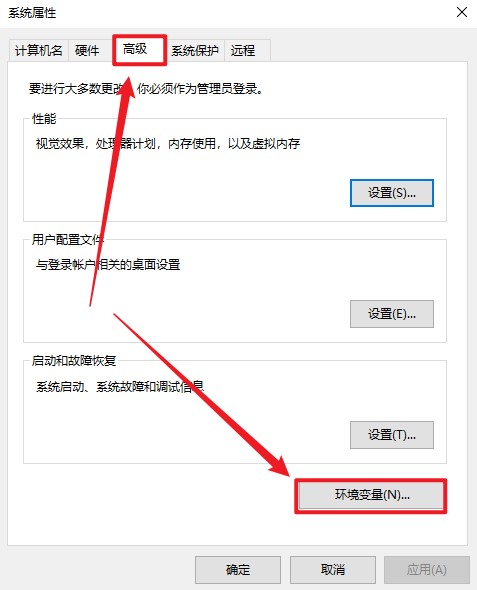 系统属性
计算机名 硬件 高级 系统保护 远程
要进行大多数更改，你必须作为管理员登录。
性能
视觉效果，处理器计划，内存使用，以及虚拟内存
设置(S)...
用户配置文件
与登录帐户相关的桌面设置
设置(E)...
启动和故障恢复
系统启动、系统故障和调试信息
设置(T)...
环境变量(N)...
确定 取消 应用(A)